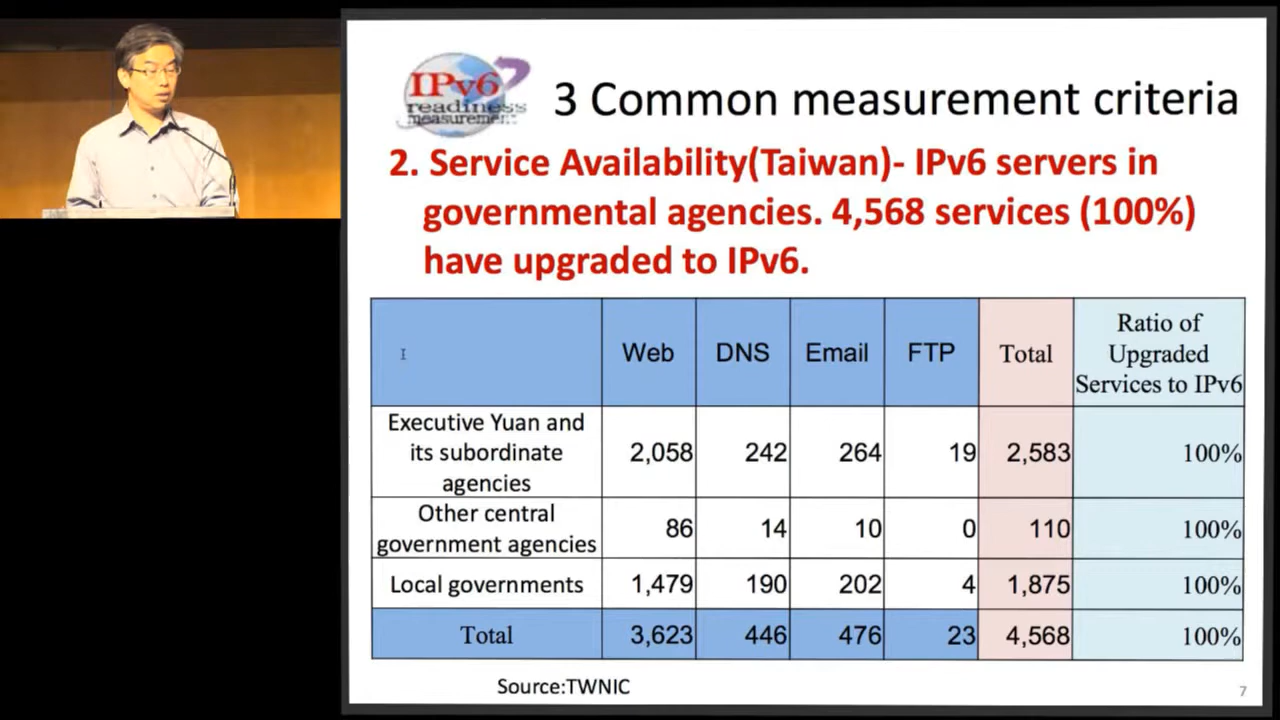 IPv6
readiness
measurement
3 Common measurement criteria
2. Service Availability(Taiwan)- IPv6 servers in
governmental agencies. 4,568 services (100%)
have upgraded to IPv6.
Web DNS Email FTP Total Ratio of
Upgraded
Services to IPv6
Executive Yuan and
its subordinate
agencies
2,058 242 264 19 2,583 100%
Other central
government agencies
86 14 10 0 110 100%
Local governments 1,479 190 202 4 1,875 100%
Total 3,623 446 476 23 4,568 100%
Source:TWNIC
7